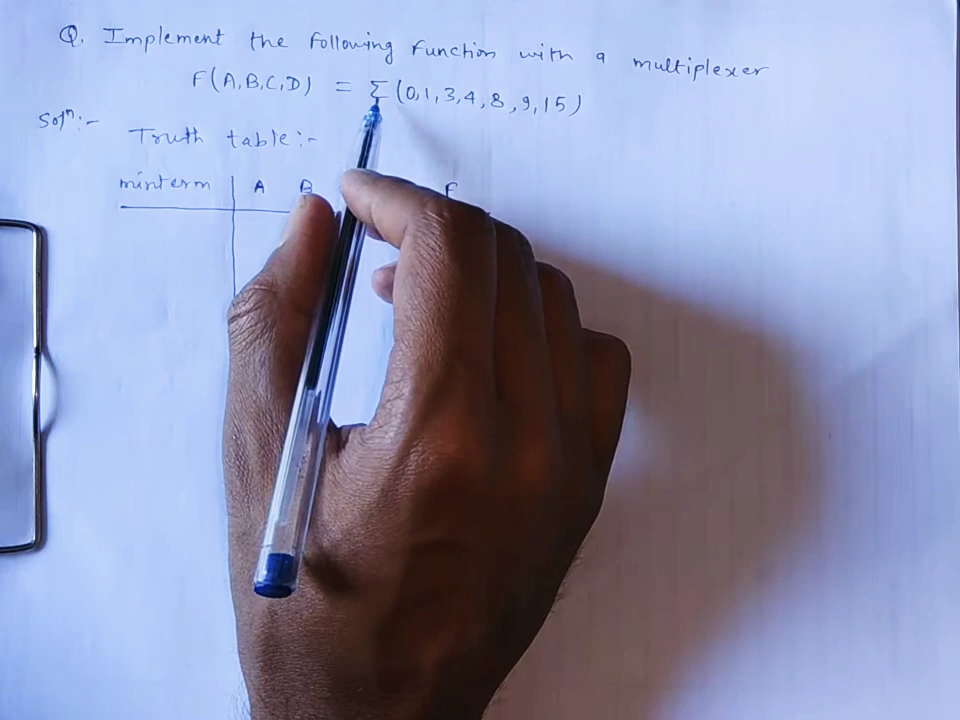 Q. Implement the following function with a multiplexer
F(A,B,C,D) = Σ(0,1,3,4,8,9,15)
Solⁿ:-
Truth table:-
minterm A B F